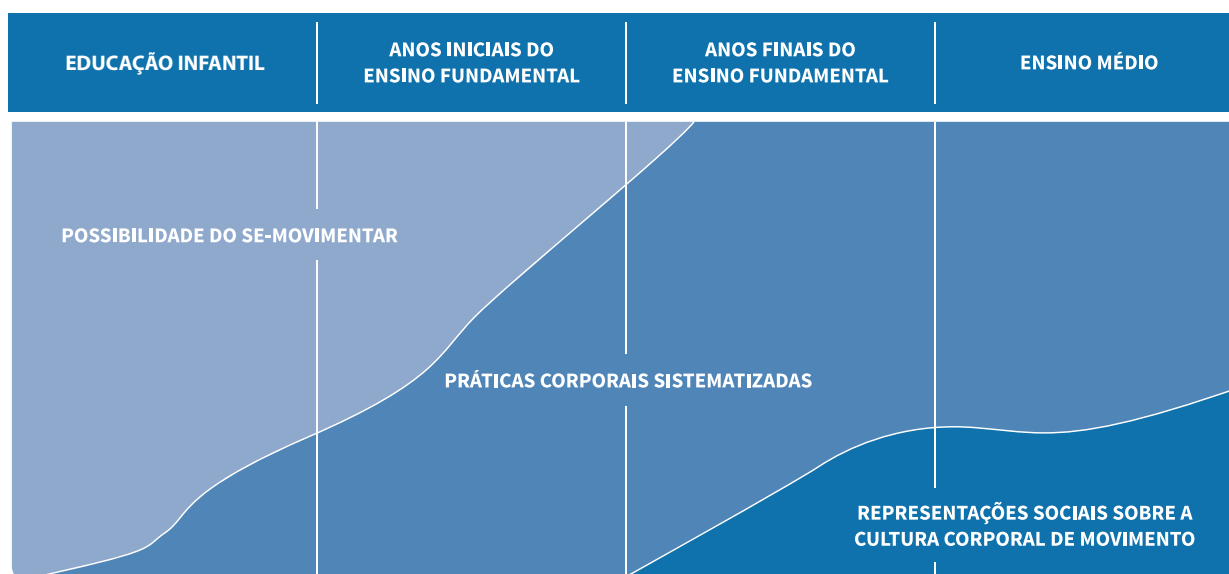 EDUCAÇÃO INFANTIL
ANOS INICIAIS DO
ENSINO FUNDAMENTAL
ANOS FINAIS DO
ENSINO FUNDAMENTAL
ENSINO MÉDIO
POSSIBILIDADE DO SE-MOVIMENTAR
PRÁTICAS CORPORAIS SISTEMATIZADAS
REPRESENTAÇÕES SOCIAIS SOBRE A
CULTURA CORPORAL DE MOVIMENTO